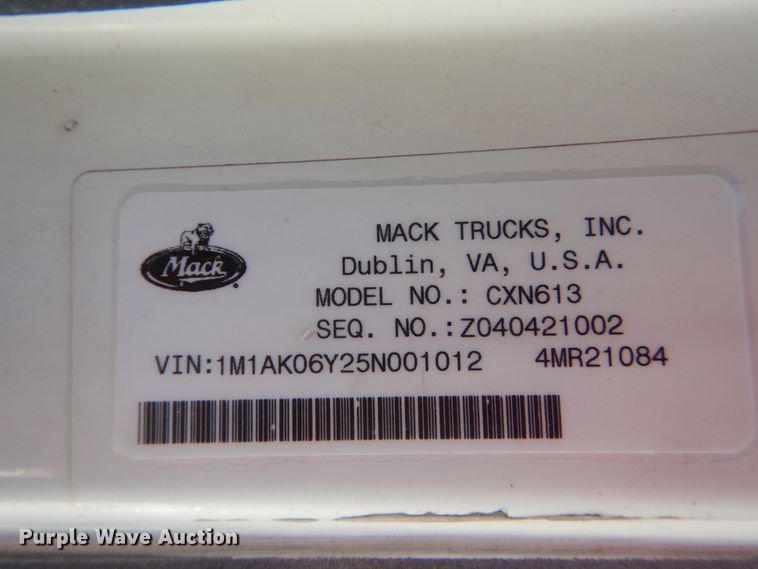 MACK TRUCKS, INC.
Mack
Dublin, VA, U.S.A.
MODEL NO.: CXN613
SEQ. NO.:Z040421002
VIN:1M1AK06Y25N001012 4MR21084
Purple Wave Auction